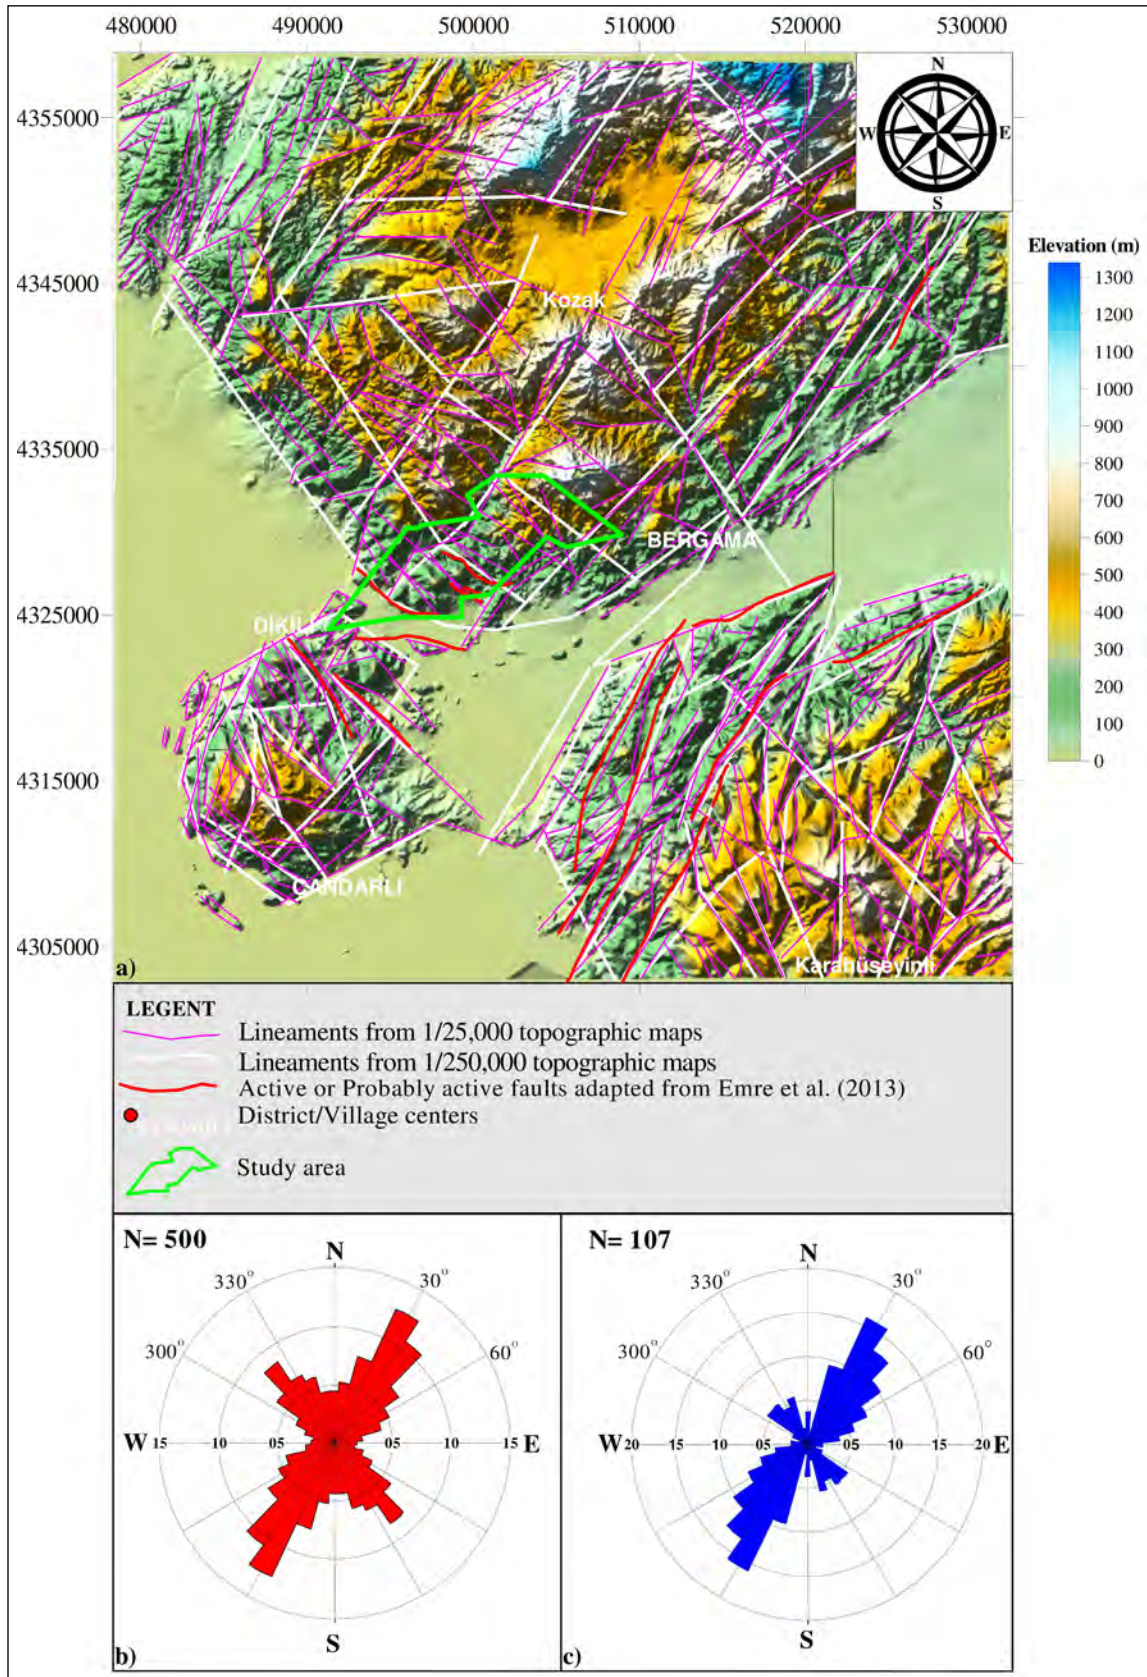 480000 490000 500000 510000 520000 530000
4355000
4345000
4335000
4325000
4315000
4305000
N
W E
S
Elevation (m)
1300
1200
1100
1000
900
800
700
600
500
400
300
200
100
0
Kozak
BERGAMA
DİKİLİ
ÇANDARLI
Karahüseyinli
a)
LEGENT
Lineaments from 1/25,000 topographic maps
Lineaments from 1/250,000 topographic maps
Active or Probably active faults adapted from Emre et al. (2013)
District/Village centers
Study area
N= 500
N
330° 30°
300° 60°
W 15 10 05 05 10 15 E
S
b)
N= 107
N
330° 30°
300° 60°
W 20 15 10 05 05 10 15 20 E
S
c)